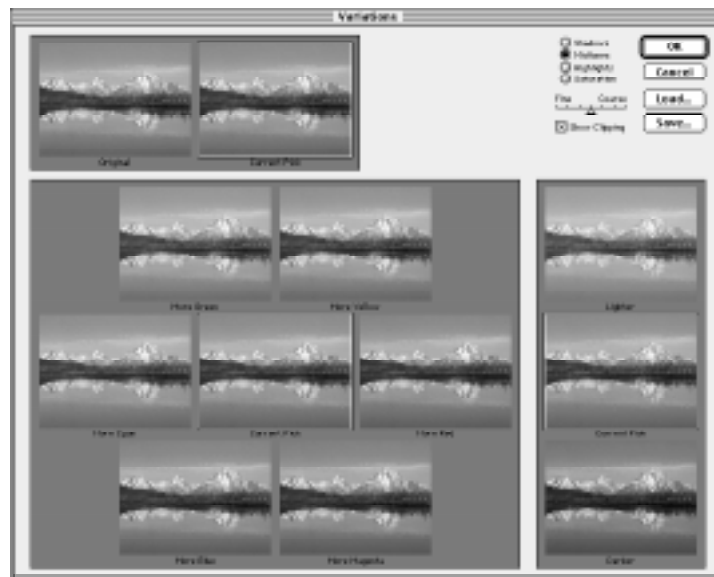 Variations
Shadows
Midtones
Highlights
Saturation
OK
Cancel
Fine Coarse
Load...
Show Clipping
Save...
Original Current Pick
More Green More Yellow
Lighter
More Cyan Current Pick More Red
Current Pick
More Blue More Magenta
Darker